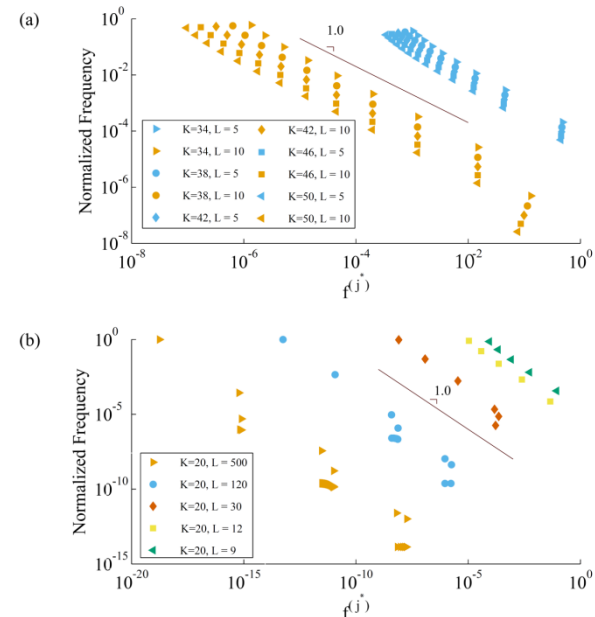 (a)
10^0
10^-2
10^-4
10^-6
10^-8
Normalized Frequency
1.0
K=34, L = 5
K=42, L = 10
K=34, L = 10
K=46, L = 5
K=38, L = 5
K=46, L = 10
K=38, L = 10
K=50, L = 5
K=42, L = 5
K=50, L = 10
10^-8
10^-6
10^-4
10^-2
10^0
f^(j*)
(b)
10^0
10^-5
10^-10
10^-15
Normalized Frequency
1.0
K=20, L = 500
K=20, L = 120
K=20, L = 30
K=20, L = 12
K=20, L = 9
10^-20
10^-15
10^-10
10^-5
10^0
f^(j*)